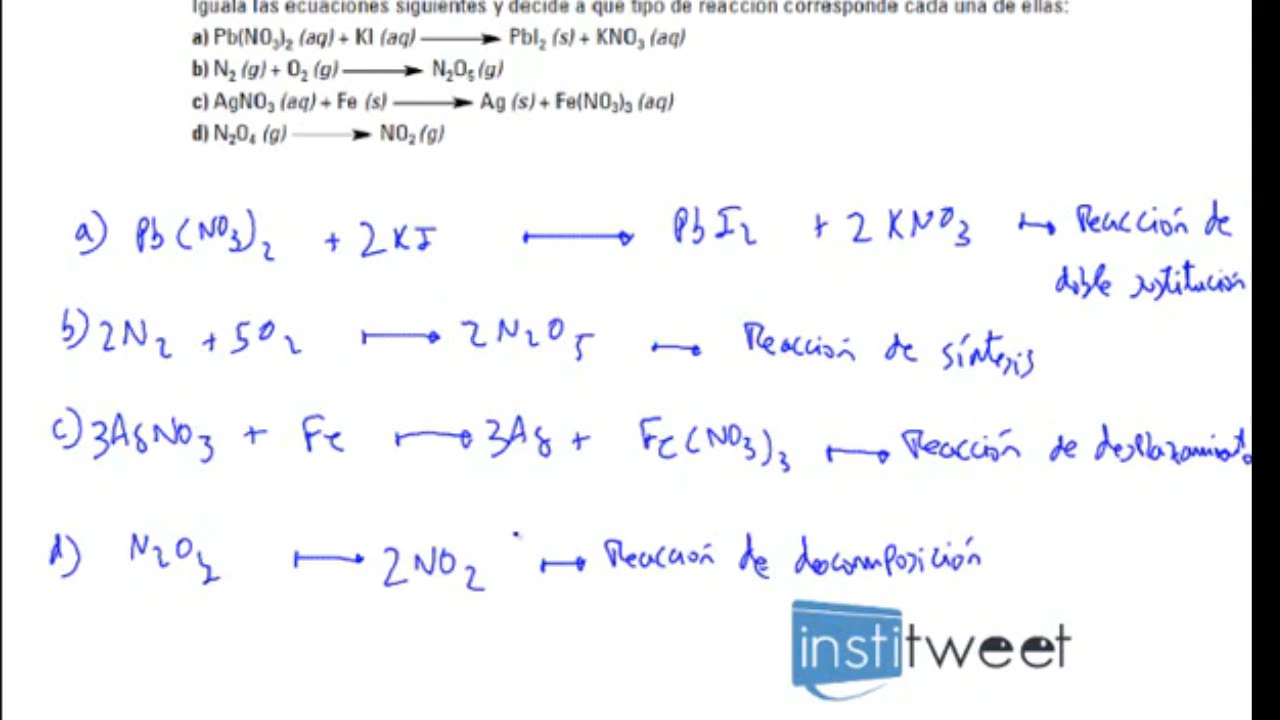 Iguala las ecuaciones siguientes y decide a qué tipo de reacción corresponde cada una de ellas:
a) Pb(NO₃)₂ (aq) + KI (aq) ⟶ PbI₂ (s) + KNO₃ (aq)
b) N₂ (g) + O₂ (g) ⟶ N₂O₅ (g)
c) AgNO₃ (aq) + Fe (s) ⟶ Ag (s) + Fe(NO₃)₃ (aq)
d) N₂O₄ (g) ⟶ NO₂ (g)
a) Pb(NO₃)₂ + 2KI ⟶ PbI₂ + 2KNO₃ → Reacción de
doble sustitución
b) 2N₂ + 5O₂ ⟶ 2N₂O₅ → Reacción de síntesis
c) 3AgNO₃ + Fe ⟶ 3Ag + Fe(NO₃)₃ → Reacción de desplazamiento
d) N₂O₄ ⟶ 2NO₂ → Reacción de descomposición
institweet